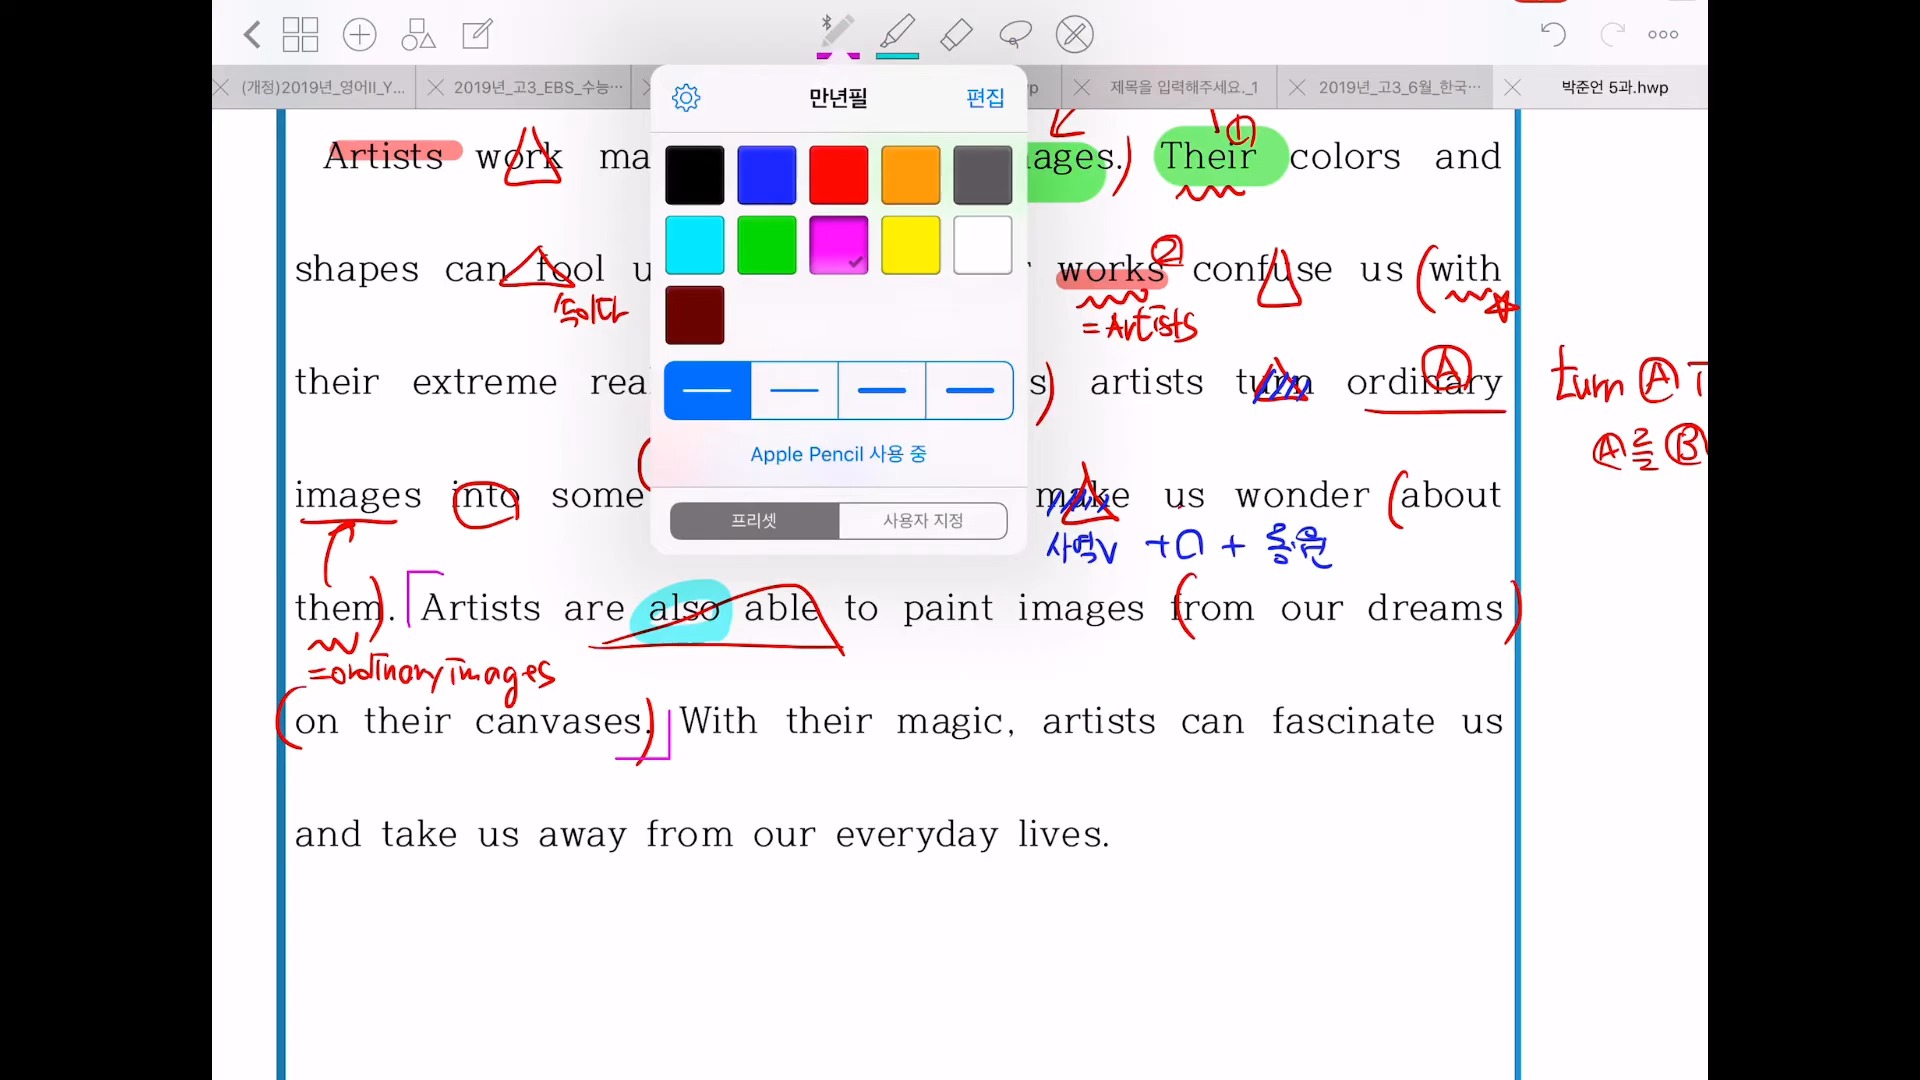 (개정)2019년_영어II_Y...
2019년_고3_EBS_수능...
만년필
편집
제목을 입력해주세요._1
2019년_고3_6월_한국...
박준언 5과.hwp
Artists work ages.) Their ① colors and
shapes can fool works ② confuse us (with
속이다
=Artists
their extreme s) artists turn ordinary Ⓐ
turn Ⓐ
Ⓐ를 Ⓑ
Apple Pencil 사용 중
images into some make us wonder (about
프리셋
사용자 지정
사역V + O + 동.원
them). Artists are also able to paint images (from our dreams)
=ordinary images
(on their canvases.) With their magic, artists can fascinate us
and take us away from our everyday lives.